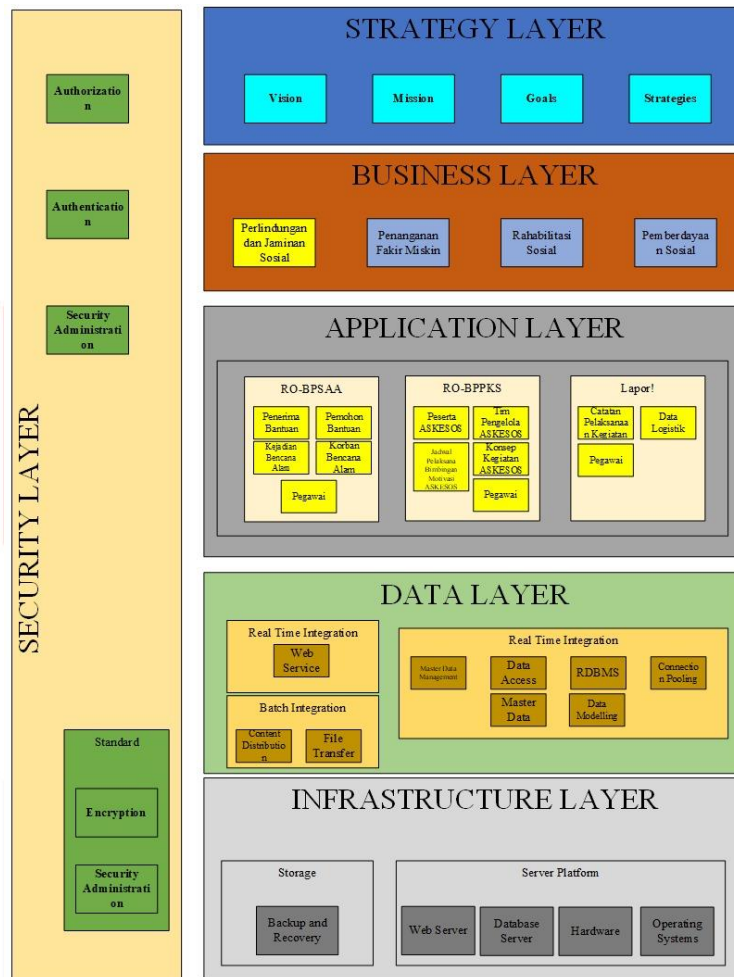 SECURITY LAYER
Authorizatio
n
Authenticatio
n
Security
Administrati
on
Standard
Encryption
Security
Administrati
on
STRATEGY LAYER
Vision
Mission
Goals
Strategies
BUSINESS LAYER
Perlindungan
dan Jaminan
Sosial
Penanganan
Fakir Miskin
Rahabilitasi
Sosial
Pemberdayaa
n Sosial
APPLICATION LAYER
RO-BPSAA
Penerima
Bantuan
Pemohon
Bantuan
Kejadian
Bencana
Alam
Korban
Bencana
Alam
Pegawai
RO-BPPKS
Peserta
ASKESOS
Tim
Pengelola
ASKESOS
Jadwal
Pelaksana
Bimbingan
Motivasi
ASKESOS
Konsep
Kegiatan
ASKESOS
Pegawai
Lapor!
Catatan
Pelaksanaa
n Kegiatan
Data
Logistik
Pegawai
DATA LAYER
Real Time Integration
Web
Service
Batch Integration
Content
Distributio
n
File
Transfer
Real Time Integration
Master Data
Management
Data
Access
RDBMS
Connectio
n Pooling
Master
Data
Data
Modelling
INFRASTRUCTURE LAYER
Storage
Backup and
Recovery
Server Platform
Web Server
Database
Server
Hardware
Operating
Systems